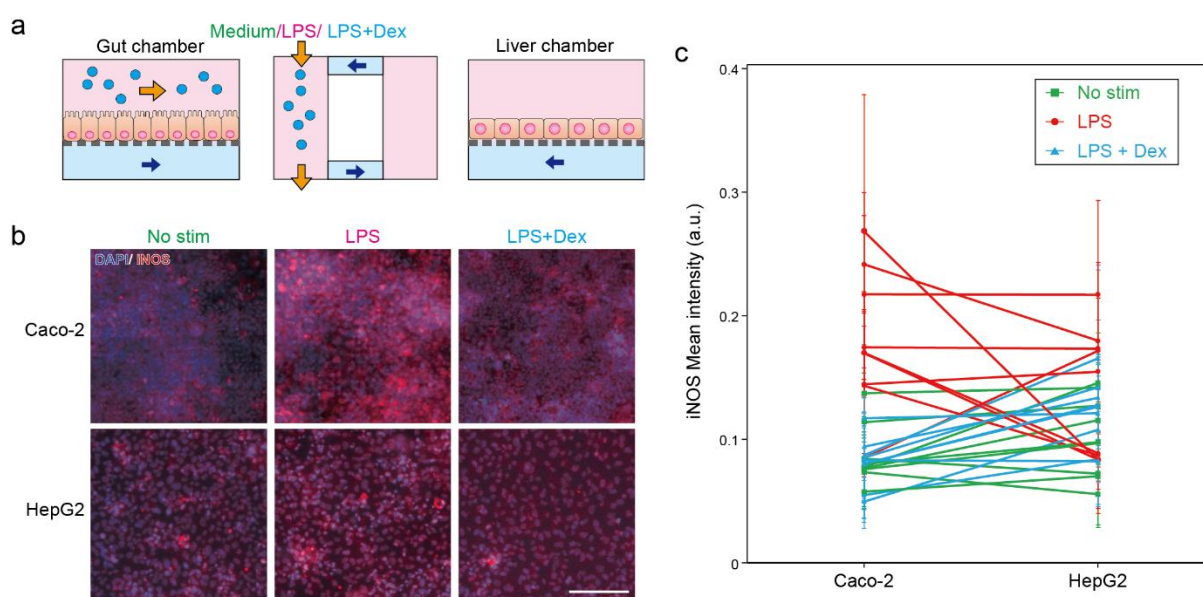 a
Medium/LPS/ LPS+Dex
Gut chamber
Liver chamber
b
No stim
LPS
LPS+Dex
DAPI/ iNOS
Caco-2
HepG2
c
0.4
0.3
0.2
0.1
0
iNOS Mean intensity (a.u.)
No stim
LPS
LPS + Dex
Caco-2
HepG2